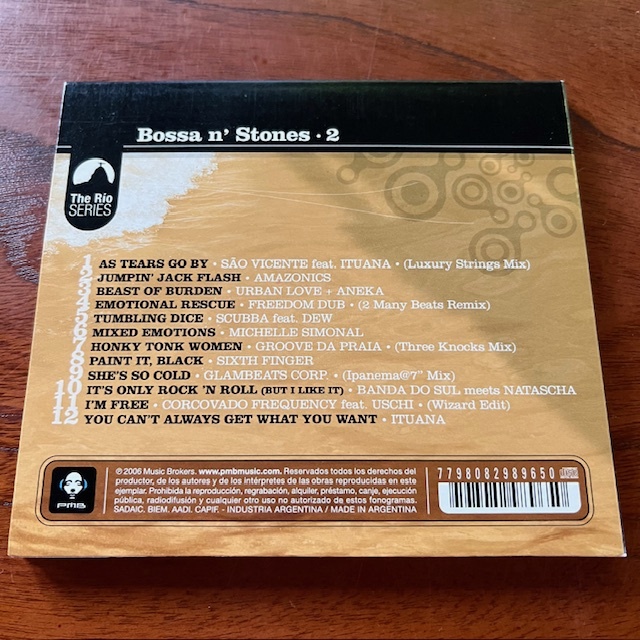 Bossa n' Stones · 2
The Rio
SERIES
1 AS TEARS GO BY · SÃO VICENTE feat. ITUANA · (Luxury Strings Mix)
2 JUMPIN' JACK FLASH · AMAZONICS
3 BEAST OF BURDEN · URBAN LOVE + ANEKA
4 EMOTIONAL RESCUE · FREEDOM DUB · (2 Many Beats Remix)
5 TUMBLING DICE · SCUBBA feat. DEW
6 MIXED EMOTIONS · MICHELLE SIMONAL
7 HONKY TONK WOMEN · GROOVE DA PRAIA · (Three Knocks Mix)
8 PAINT IT, BLACK · SIXTH FINGER
9 SHE'S SO COLD · GLAMBEATS CORP. · (Ipanema@7" Mix)
10 IT'S ONLY ROCK 'N ROLL (BUT I LIKE IT) · BANDA DO SUL meets NATASCHA
11 I'M FREE · CORCOVADO FREQUENCY feat. USCHI · (Wizard Edit)
12 YOU CAN'T ALWAYS GET WHAT YOU WANT · ITUANA
PMB
℗ 2006 Music Brokers. www.pmbmusic.com. Reservados todos los derechos del
productor, de los autores y de los intérpretes de las obras reproducidas en este
ejemplar. Prohibida la reproducción, regrabación, alquiler, préstamo, canje, ejecución
pública, radiodifusión y cualquier otro uso no autorizado de estos fonogramas.
SADAIC. BIEM. AADI. CAPIF. - INDUSTRIA ARGENTINA / MADE IN ARGENTINA
7798082989650